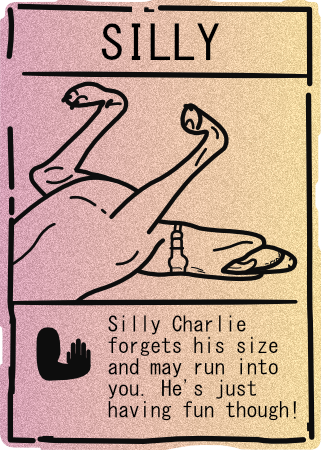 SILLY
Silly Charlie
forgets his size
and may run into
you. He's just
having fun though!